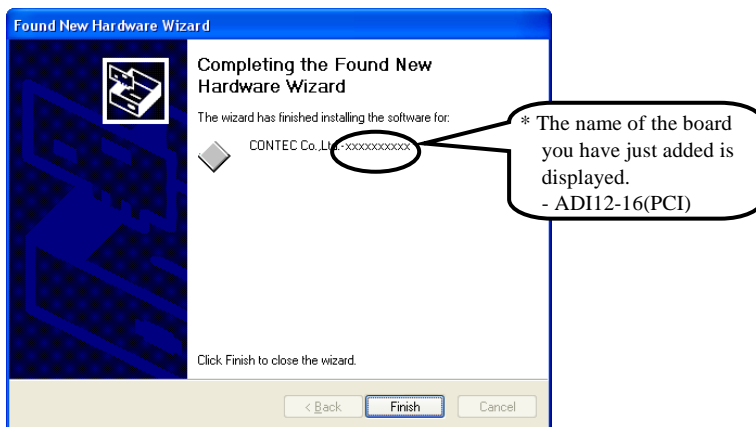 Found New Hardware Wizard
Completing the Found New
Hardware Wizard
The wizard has finished installing the software for:
CONTEC Co.,Ltd.-xxxxxxxxxx
* The name of the board
you have just added is
displayed.
- ADI12-16(PCI)
Click Finish to close the wizard.
< Back
Finish
Cancel